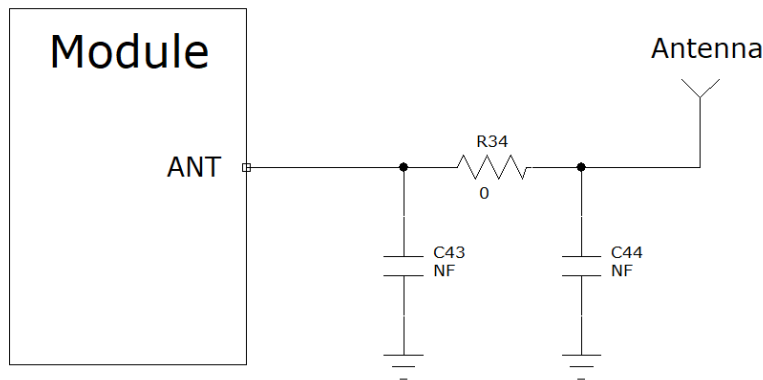 Module
Antenna
R34
ANT
0
C43
NF
C44
NF